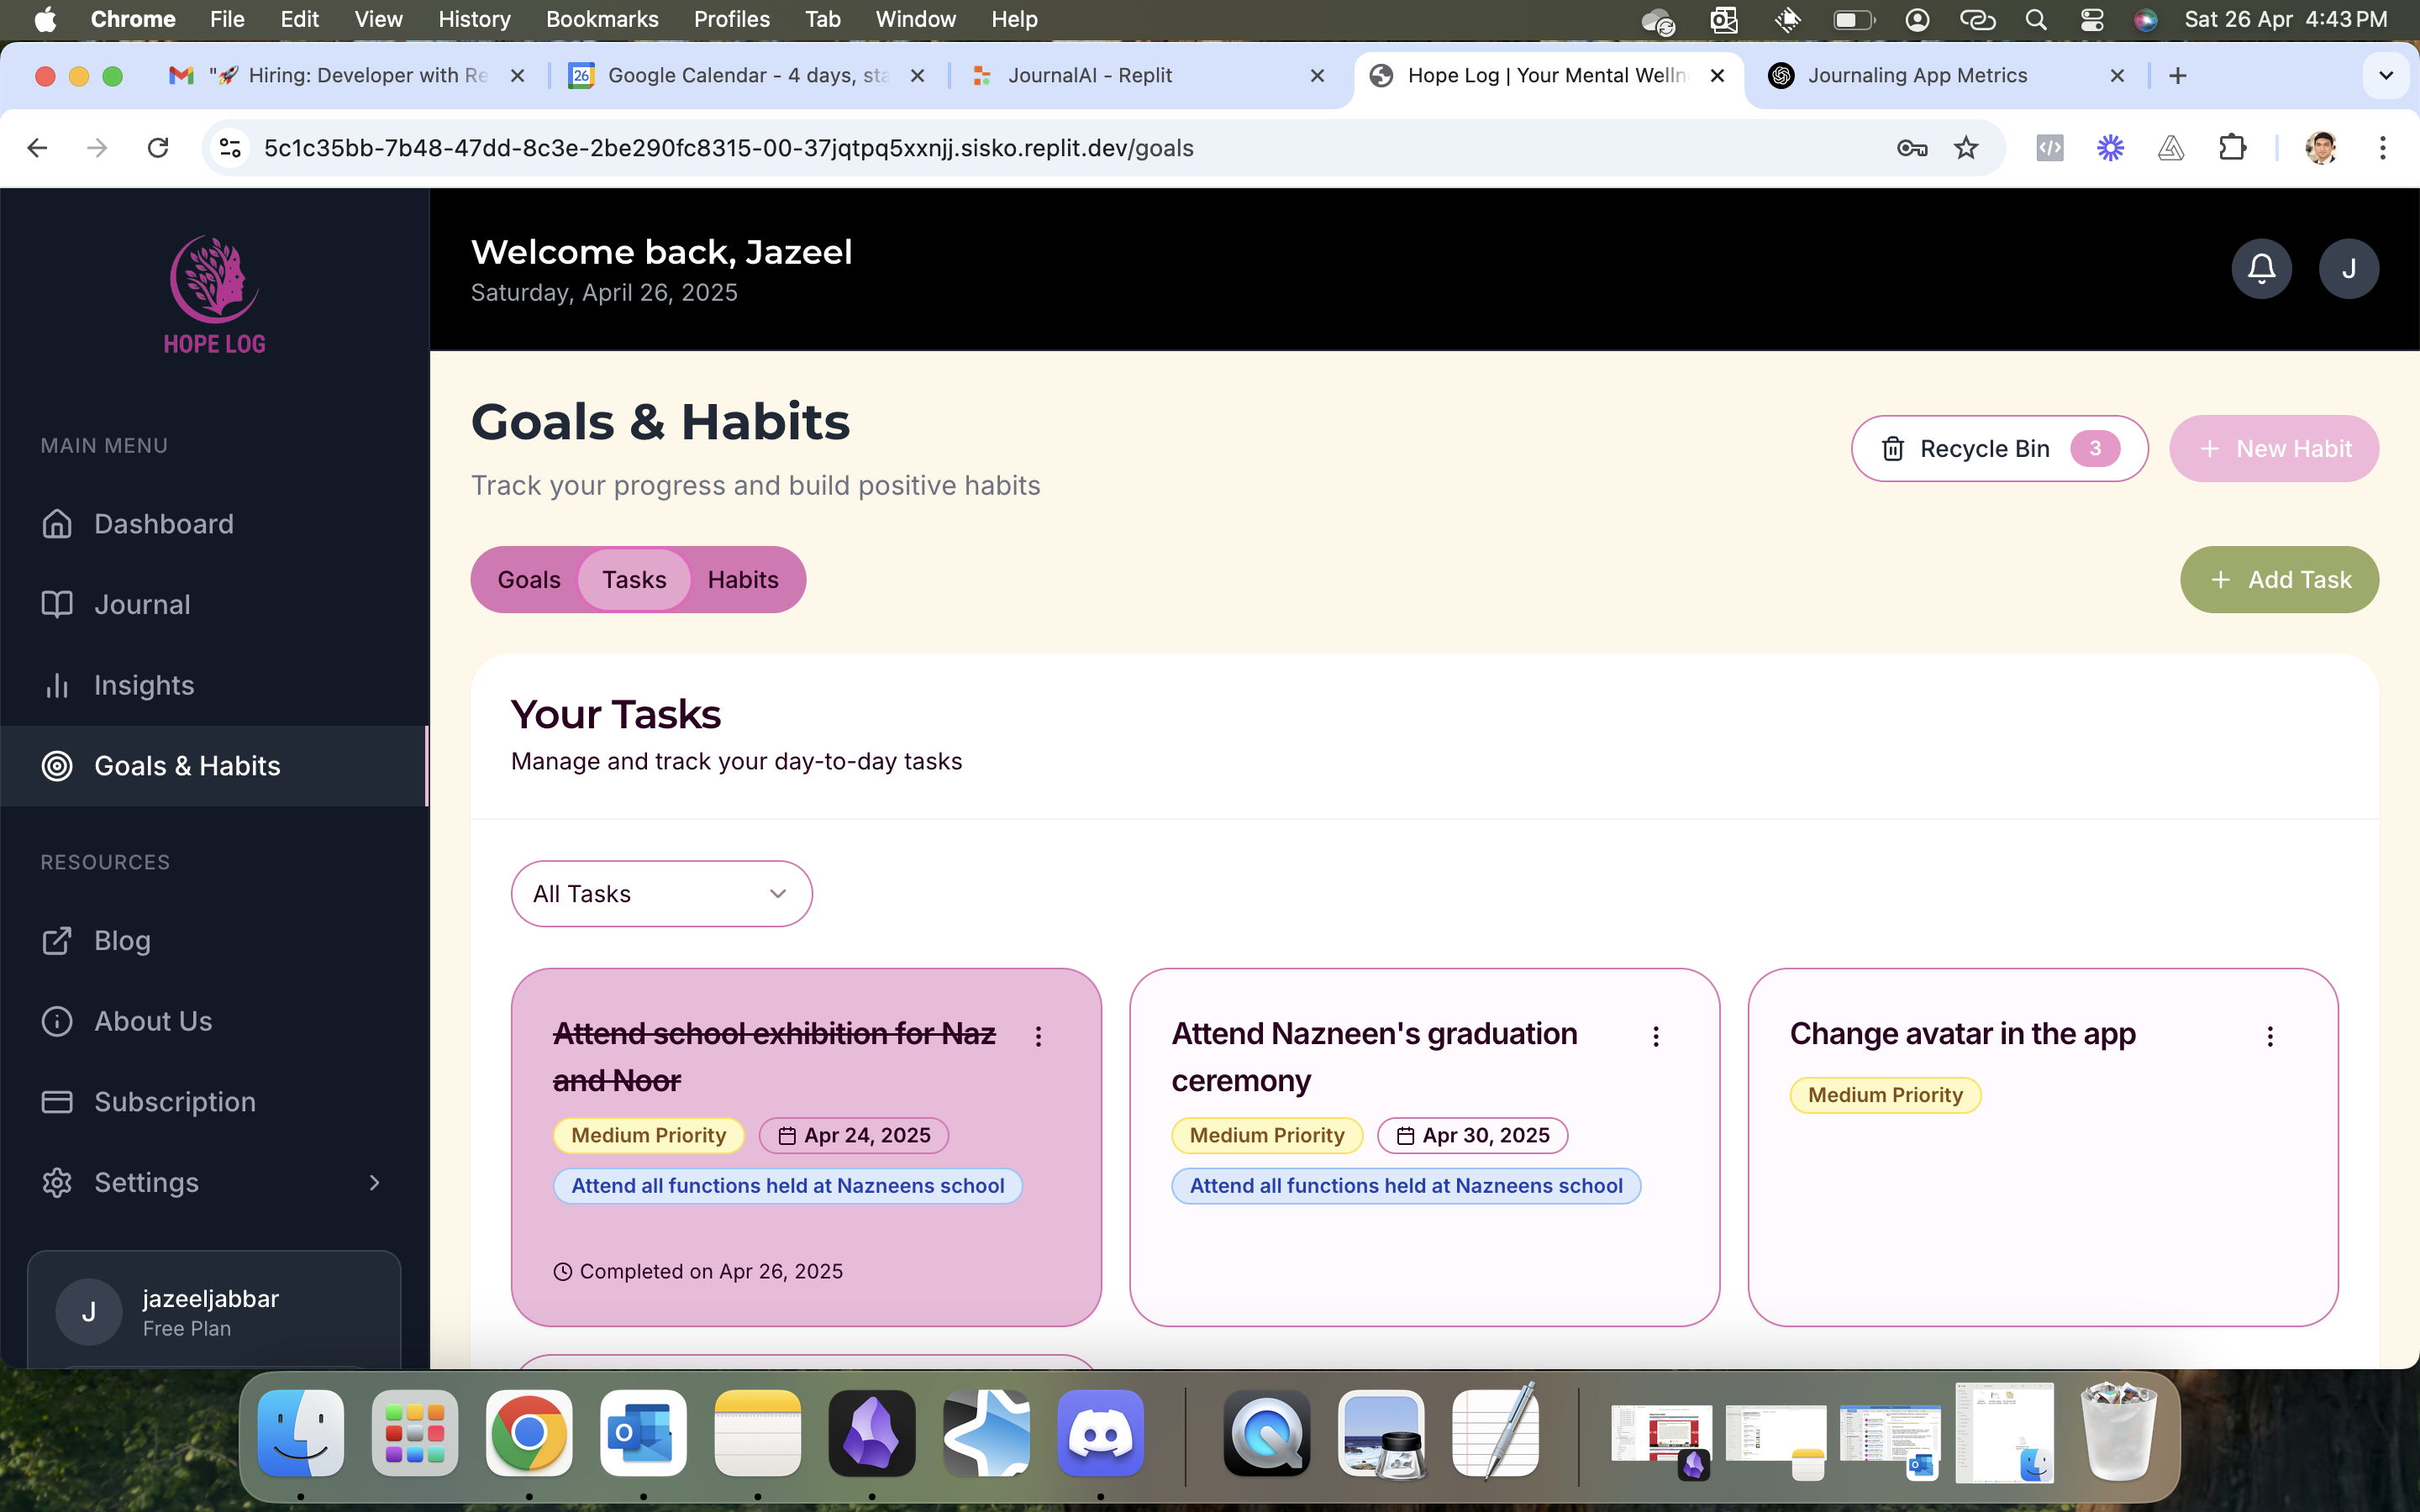 Chrome File Edit View History Bookmarks Profiles Tab Window Help Sat 26 Apr 4:43 PM
"🚀 Hiring: Developer with Re
26 Google Calendar - 4 days, sta
JournalAI - Replit
Hope Log | Your Mental Welln
Journaling App Metrics
5c1c35bb-7b48-47dd-8c3e-2be290fc8315-00-37jqtpq5xxnjj.sisko.replit.dev/goals
HOPE LOG
MAIN MENU
Dashboard
Journal
Insights
Goals & Habits
RESOURCES
Blog
About Us
Subscription
Settings
J
jazeeljabbar
Free Plan
Welcome back, Jazeel
Saturday, April 26, 2025
J
Goals & Habits
Track your progress and build positive habits
Recycle Bin 3
+ New Habit
Goals Tasks Habits
+ Add Task
Your Tasks
Manage and track your day-to-day tasks
All Tasks
Attend school exhibition for Naz
and Noor
Medium Priority Apr 24, 2025
Attend all functions held at Nazneens school
Completed on Apr 26, 2025
Attend Nazneen's graduation
ceremony
Medium Priority Apr 30, 2025
Attend all functions held at Nazneens school
Change avatar in the app
Medium Priority